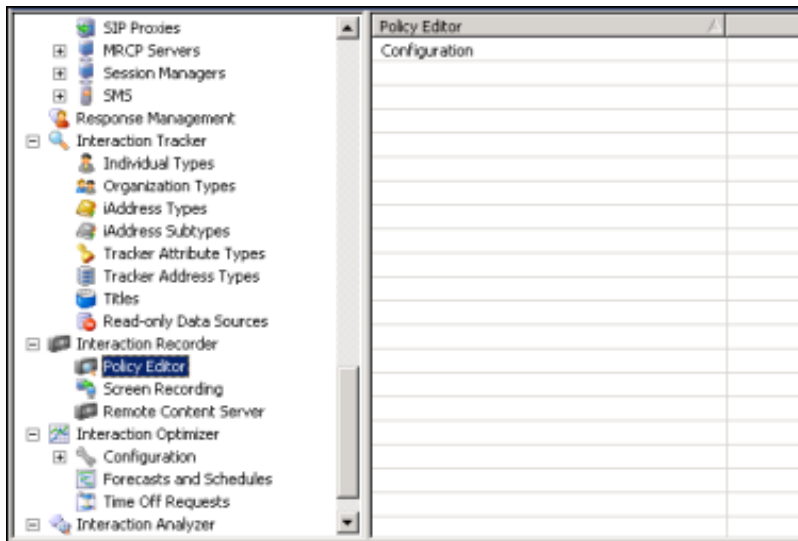 SIP Proxies
MRCP Servers
Session Managers
SMS
Response Management
Interaction Tracker
Individual Types
Organization Types
iAddress Types
iAddress Subtypes
Tracker Attribute Types
Tracker Address Types
Titles
Read-only Data Sources
Interaction Recorder
Policy Editor
Screen Recording
Remote Content Server
Interaction Optimizer
Configuration
Forecasts and Schedules
Time Off Requests
Interaction Analyzer
Policy Editor
Configuration